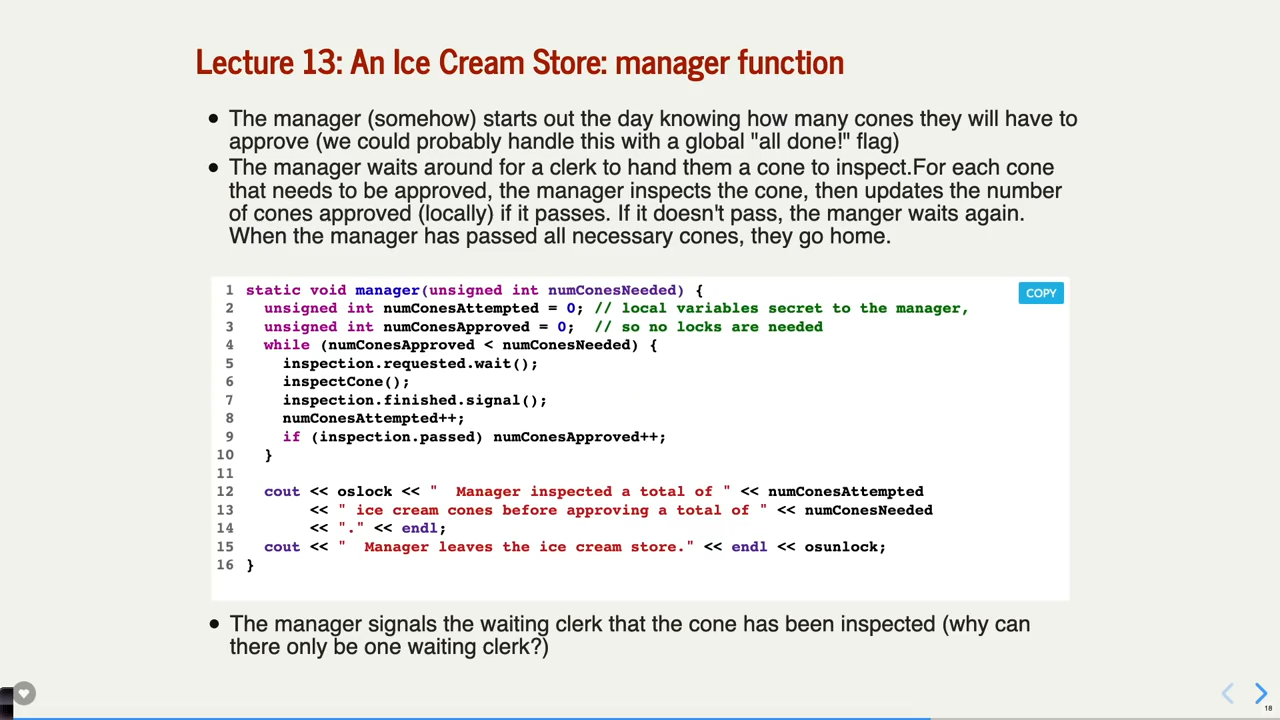 Lecture 13: An Ice Cream Store: manager function
● The manager (somehow) starts out the day knowing how many cones they will have to
approve (we could probably handle this with a global "all done!" flag)
● The manager waits around for a clerk to hand them a cone to inspect.For each cone
that needs to be approved, the manager inspects the cone, then updates the number
of cones approved (locally) if it passes. If it doesn't pass, the manger waits again.
When the manager has passed all necessary cones, they go home.
COPY
1 static void manager(unsigned int numConesNeeded) {
2   unsigned int numConesAttempted = 0; // local variables secret to the manager,
3   unsigned int numConesApproved = 0;  // so no locks are needed
4   while (numConesApproved < numConesNeeded) {
5     inspection.requested.wait();
6     inspectCone();
7     inspection.finished.signal();
8     numConesAttempted++;
9     if (inspection.passed) numConesApproved++;
10   }
11
12   cout << oslock << "  Manager inspected a total of " << numConesAttempted
13        << " ice cream cones before approving a total of " << numConesNeeded
14        << "." << endl;
15   cout << "  Manager leaves the ice cream store." << endl << osunlock;
16 }
● The manager signals the waiting clerk that the cone has been inspected (why can
there only be one waiting clerk?)
18